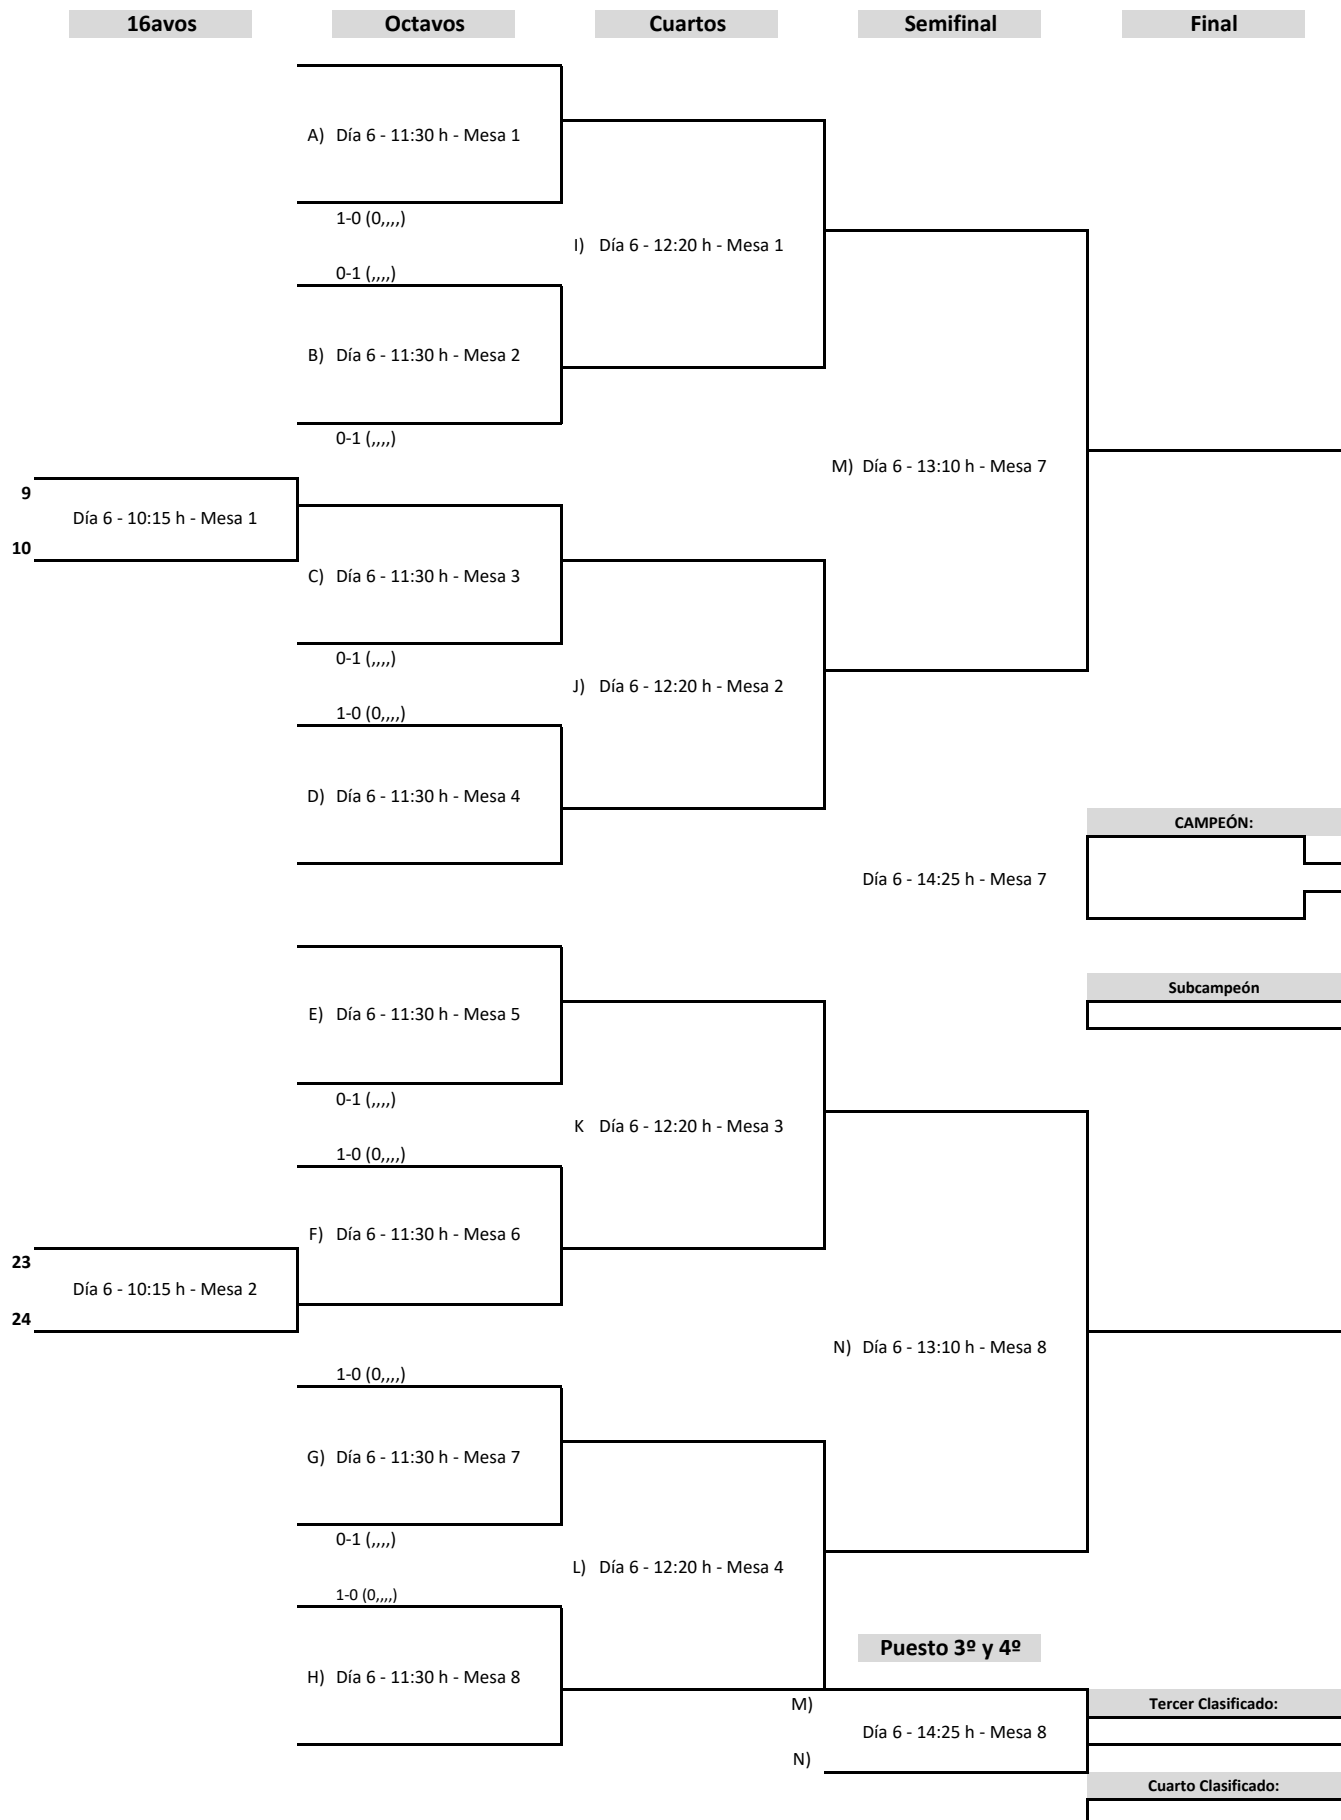 16avos Octavos Cuartos Semifinal Final
A) Día 6 - 11:30 h - Mesa 1
1-0 (0,,,,)
I) Día 6 - 12:20 h - Mesa 1
0-1 (,,,,)
B) Día 6 - 11:30 h - Mesa 2
0-1 (,,,,)
M) Día 6 - 13:10 h - Mesa 7
9
Día 6 - 10:15 h - Mesa 1
10
C) Día 6 - 11:30 h - Mesa 3
0-1 (,,,,)
J) Día 6 - 12:20 h - Mesa 2
1-0 (0,,,,)
D) Día 6 - 11:30 h - Mesa 4
CAMPEÓN:
Día 6 - 14:25 h - Mesa 7
Subcampeón
E) Día 6 - 11:30 h - Mesa 5
0-1 (,,,,)
K Día 6 - 12:20 h - Mesa 3
1-0 (0,,,,)
F) Día 6 - 11:30 h - Mesa 6
23
Día 6 - 10:15 h - Mesa 2
24
N) Día 6 - 13:10 h - Mesa 8
1-0 (0,,,,)
G) Día 6 - 11:30 h - Mesa 7
0-1 (,,,,)
L) Día 6 - 12:20 h - Mesa 4
1-0 (0,,,,)
Puesto 3º y 4º
H) Día 6 - 11:30 h - Mesa 8
M)
Tercer Clasificado:
Día 6 - 14:25 h - Mesa 8
N)
Cuarto Clasificado: